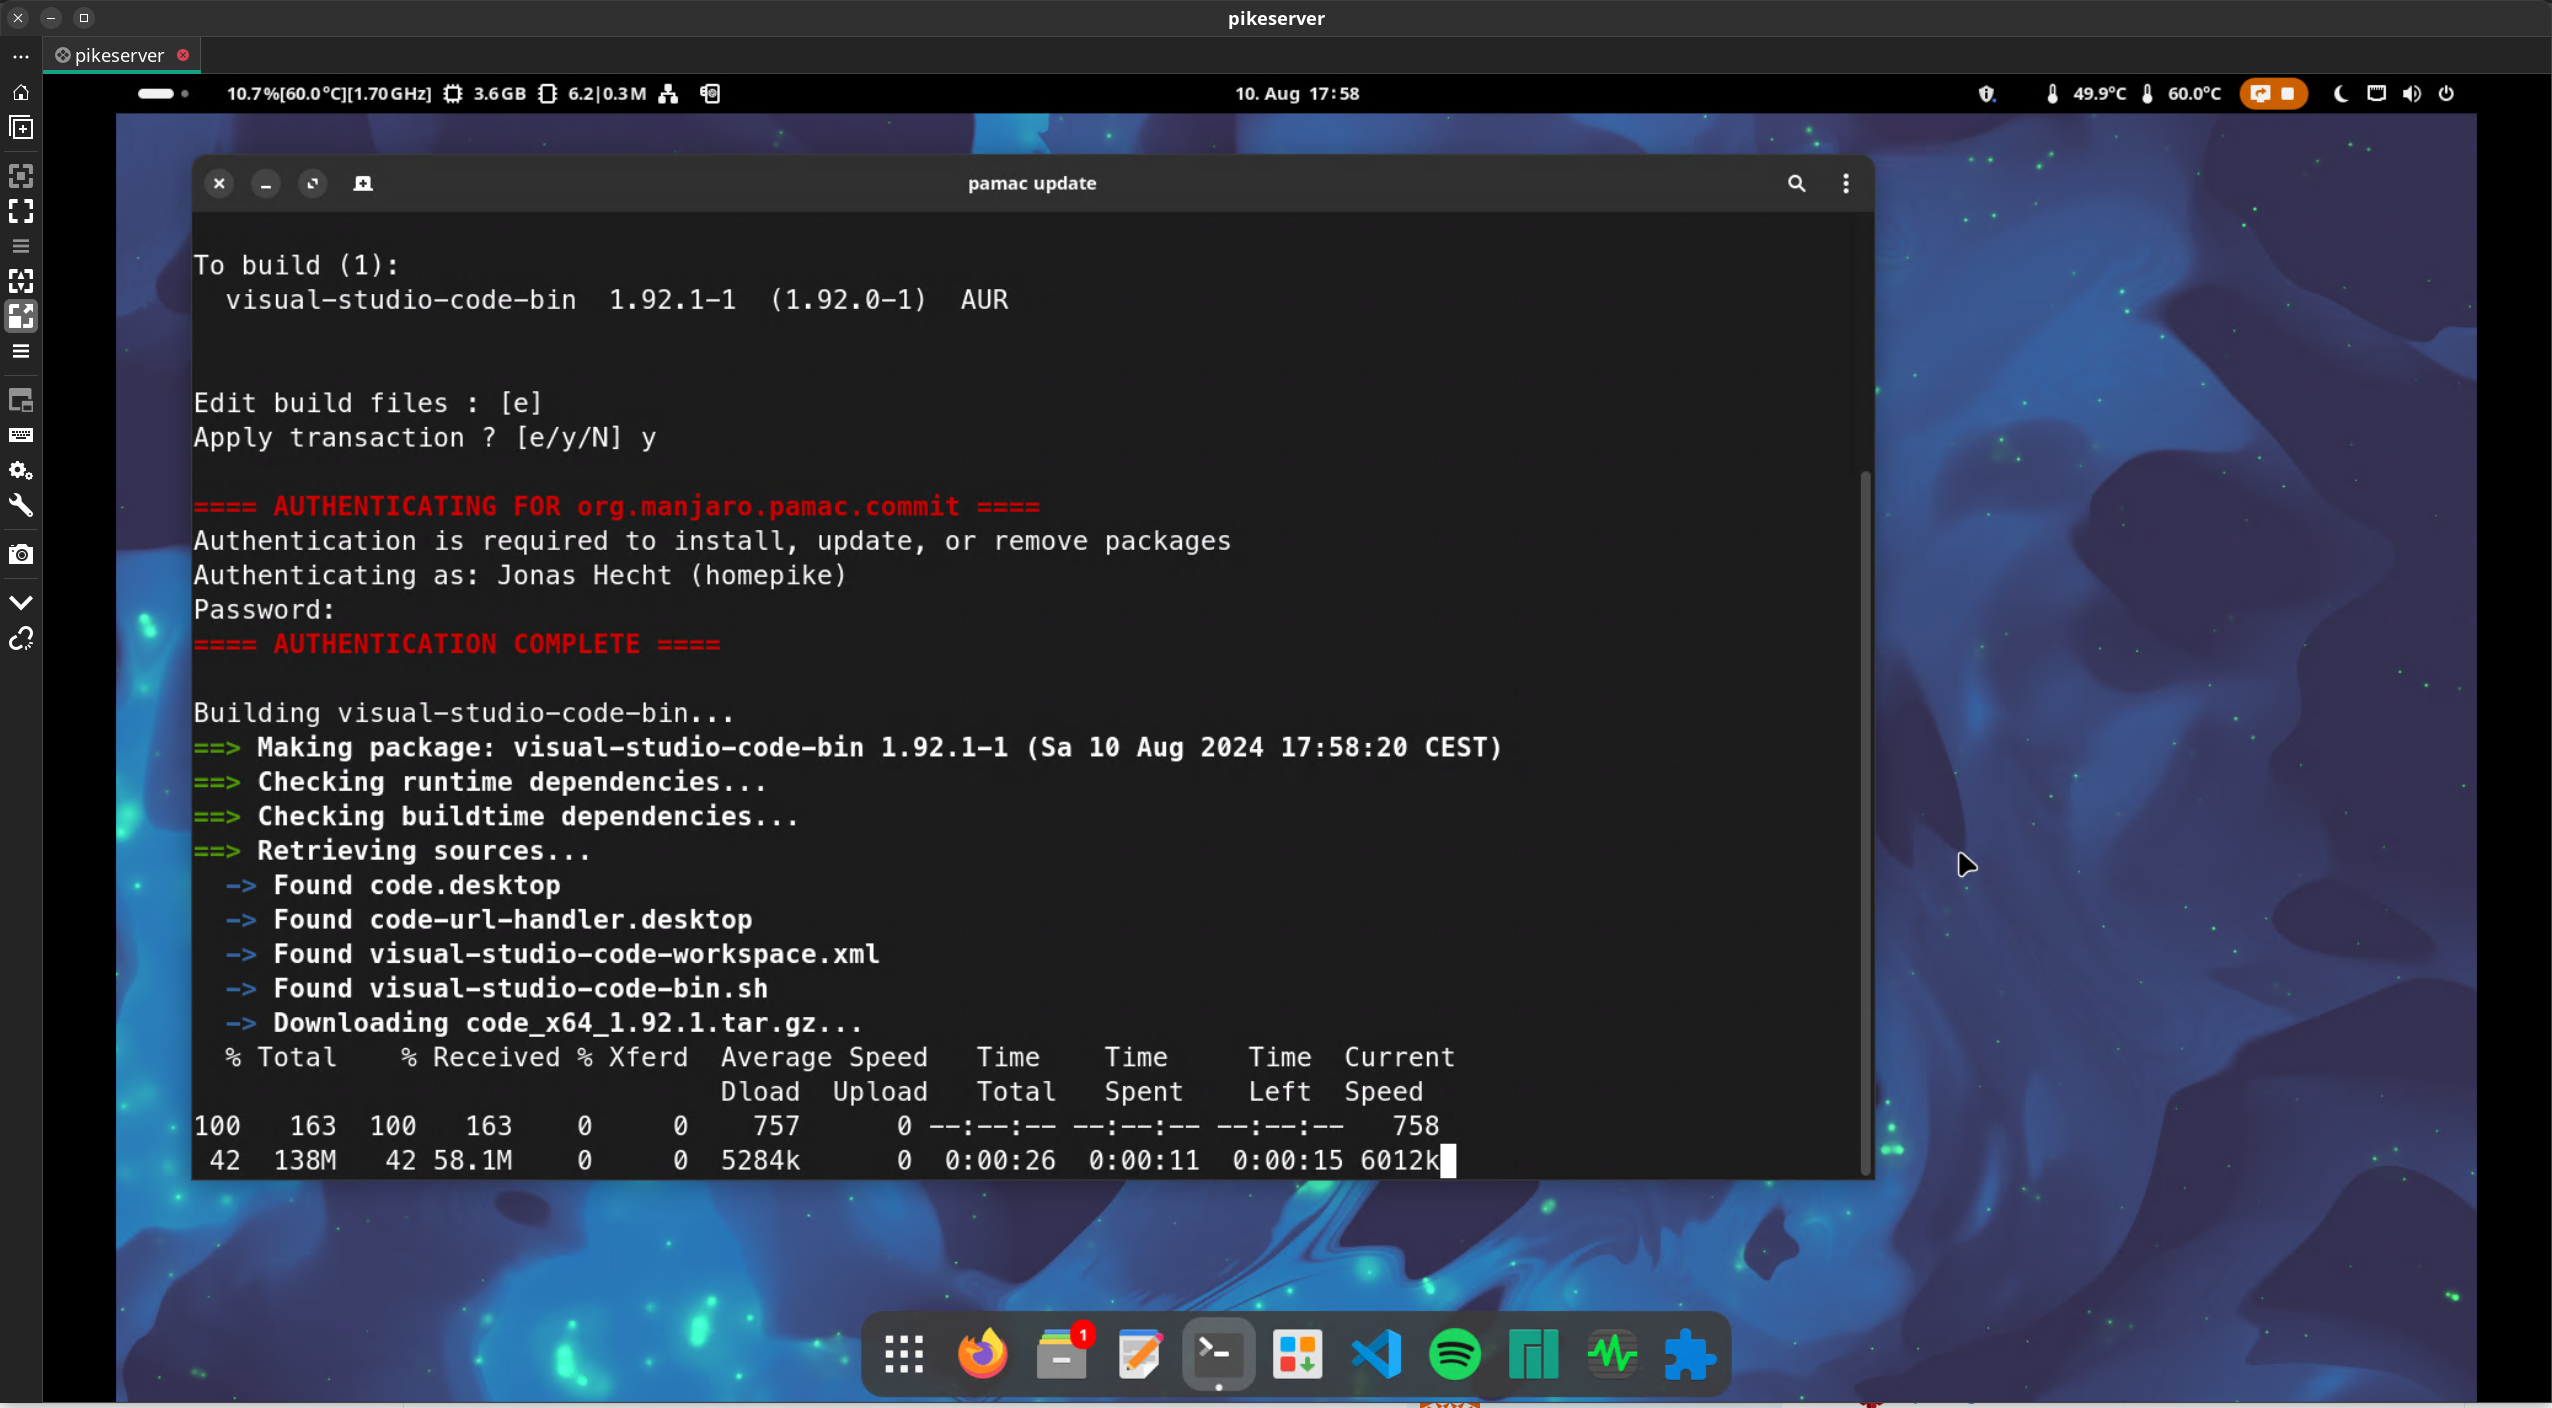 pikeserver
pikeserver
10.7%[60.0°C][1.70GHz] 3.6GB 6.2|0.3M
10. Aug 17:58
49.9°C 60.0°C
pamac update
To build (1):
visual-studio-code-bin 1.92.1-1 (1.92.0-1) AUR
Edit build files : [e]
Apply transaction ? [e/y/N] y
==== AUTHENTICATING FOR org.manjaro.pamac.commit ====
Authentication is required to install, update, or remove packages
Authenticating as: Jonas Hecht (homepike)
Password:
==== AUTHENTICATION COMPLETE ====
Building visual-studio-code-bin...
==> Making package: visual-studio-code-bin 1.92.1-1 (Sa 10 Aug 2024 17:58:20 CEST)
==> Checking runtime dependencies...
==> Checking buildtime dependencies...
==> Retrieving sources...
-> Found code.desktop
-> Found code-url-handler.desktop
-> Found visual-studio-code-workspace.xml
-> Found visual-studio-code-bin.sh
-> Downloading code_x64_1.92.1.tar.gz...
% Total % Received % Xferd Average Speed Time Time Time Current
Dload Upload Total Spent Left Speed
100 163 100 163 0 0 757 0 --:--:-- --:--:-- --:--:-- 758
42 138M 42 58.1M 0 0 5284k 0 0:00:26 0:00:11 0:00:15 6012k
1